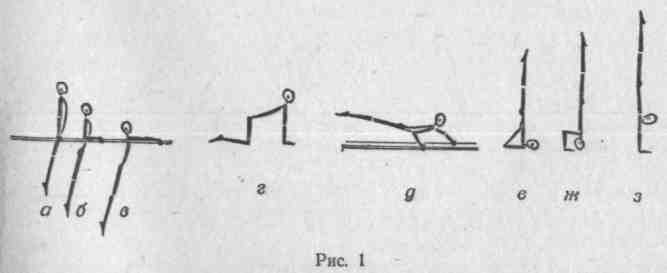 а б в г д е ж з
Рис. 1